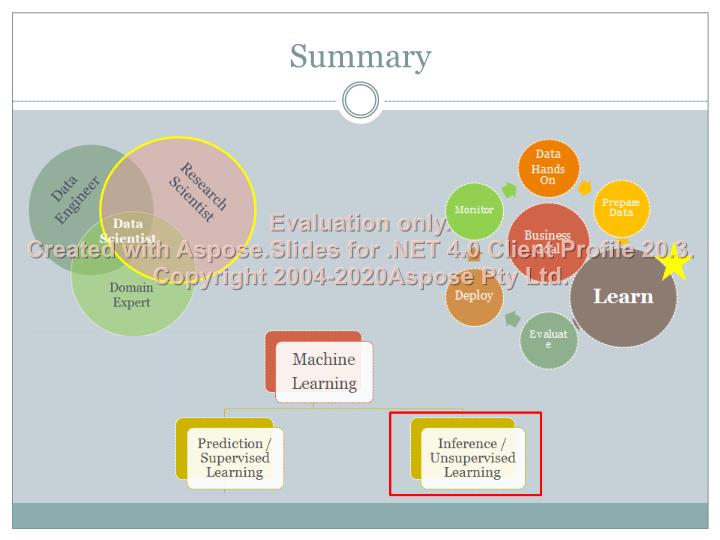 Summary
Data
Engineer
Research
Scientist
Data
Scientist
Domain
Expert
Data
Hands
On
Prepare
Data
Learn
Evaluat
e
Deploy
Monitor
Business
Goal
Evaluation only.
Created with Aspose.Slides for .NET 4.0 Client Profile 20.3.
Copyright 2004-2020Aspose Pty Ltd.
Machine
Learning
Prediction /
Supervised
Learning
Inference /
Unsupervised
Learning